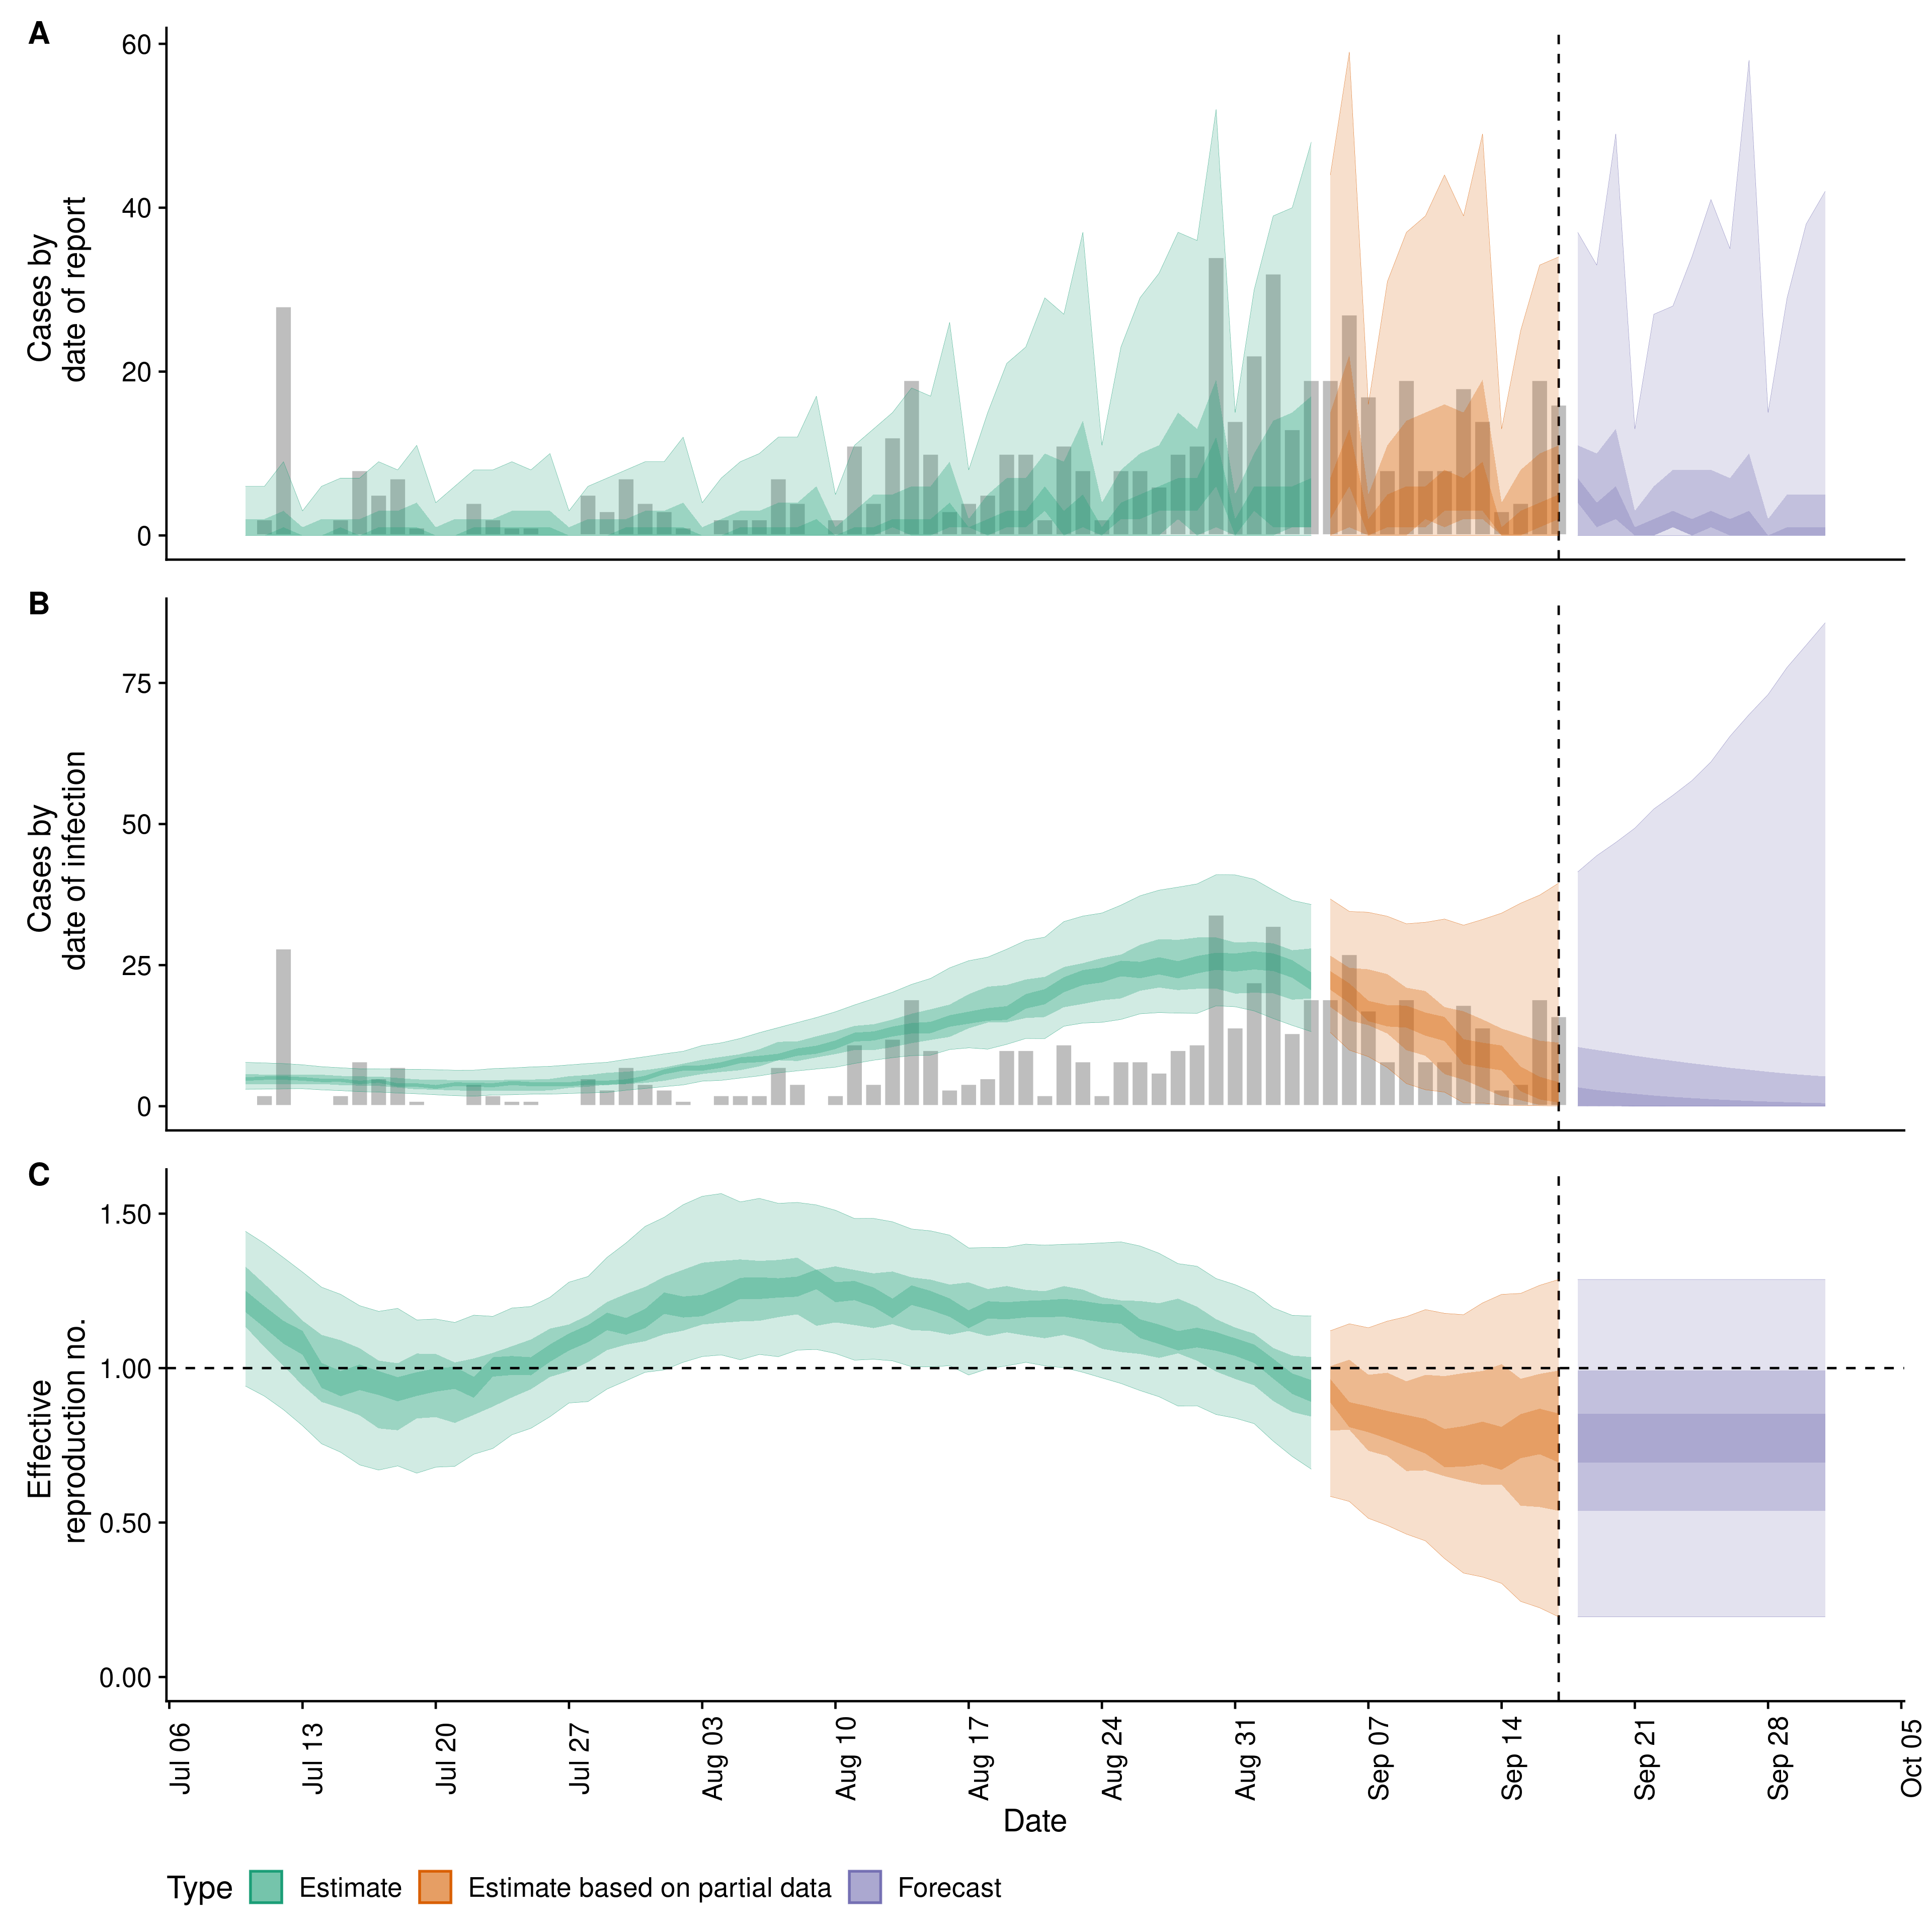 A
60
40
20
0
Cases by
date of report
B
75
50
25
0
Cases by
date of infection
C
1.50
1.00
0.50
0.00
Effective
reproduction no.
Jul 06
Jul 13
Jul 20
Jul 27
Aug 03
Aug 10
Aug 17
Aug 24
Aug 31
Sep 07
Sep 14
Sep 21
Sep 28
Oct 05
Date
Type Estimate Estimate based on partial data Forecast